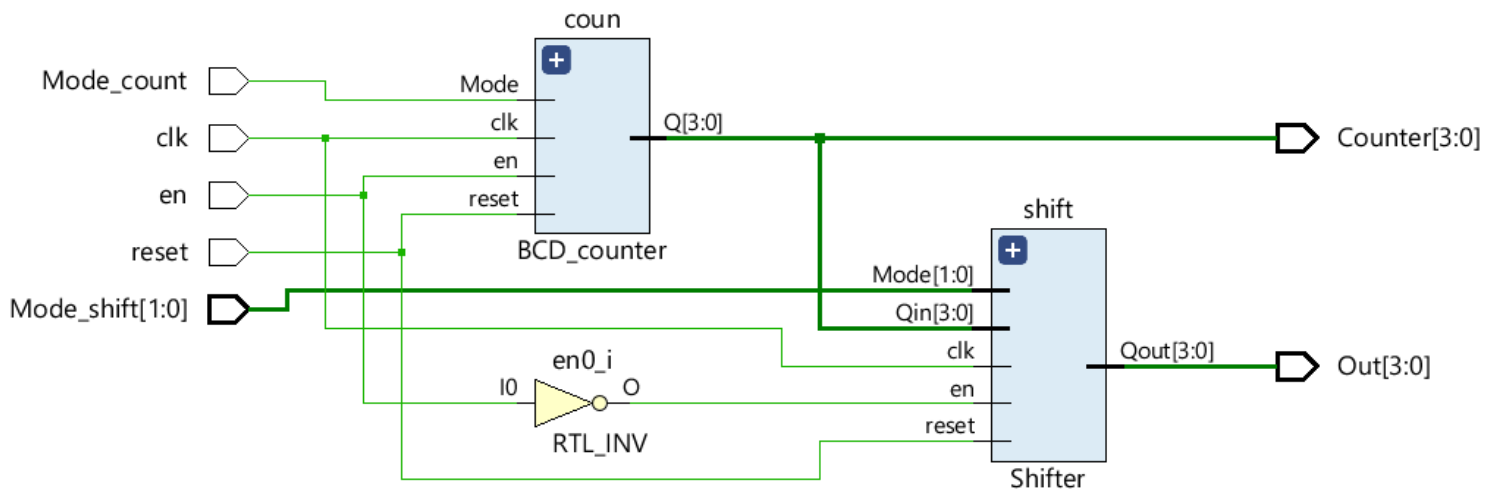 coun
Mode_count
Mode
clk
clk
Q[3:0]
Counter[3:0]
en
en
reset
reset
BCD_counter
shift
Mode_shift[1:0]
Mode[1:0]
Qin[3:0]
clk
Qout[3:0]
Out[3:0]
en0_i
I0
O
en
RTL_INV
reset
Shifter